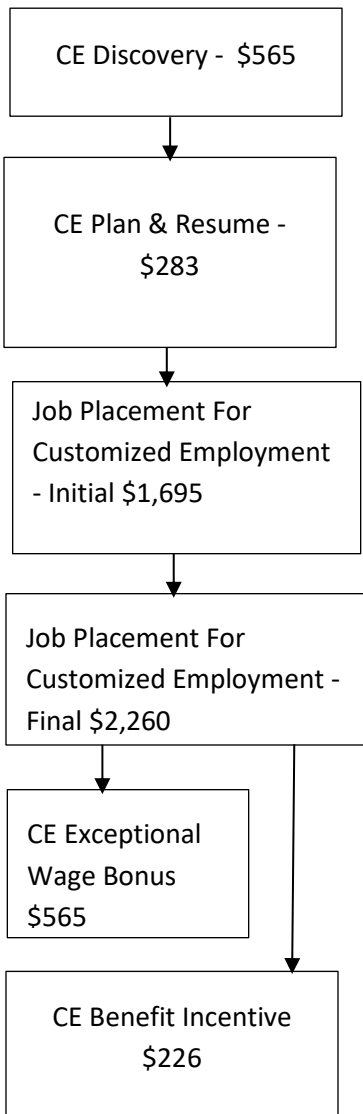 CE Discovery -  $565
CE Plan & Resume -
$283
Job Placement For
Customized Employment
- Initial $1,695
Job Placement For
Customized Employment -
Final $2,260
CE Exceptional
Wage Bonus
$565
CE Benefit Incentive
$226